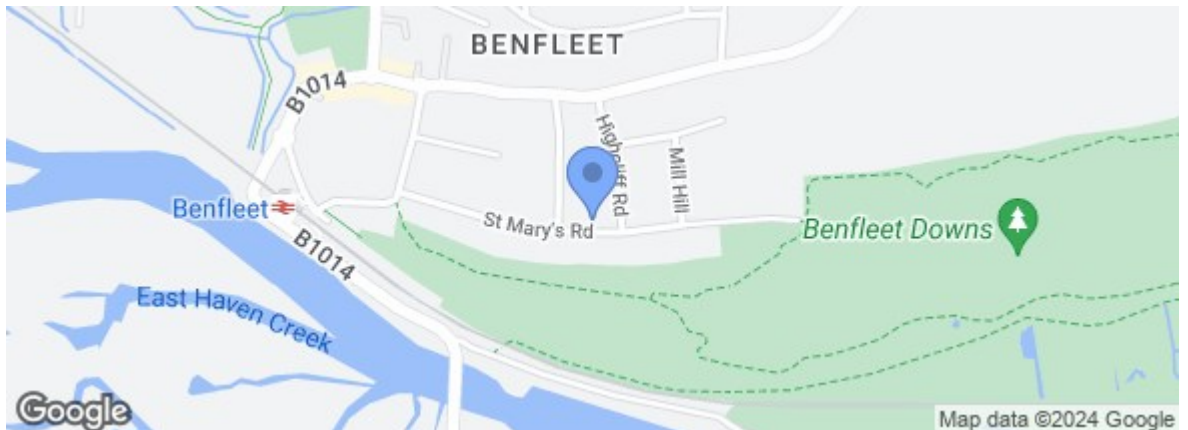 BENFLEET
B1014
Highcliff Rd
Mill Hill
Benfleet
St Mary's Rd
Benfleet Downs
B1014
East Haven
Creek
Google
Map data ©2024 Google